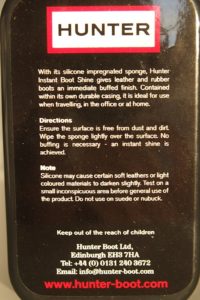 HUNTER
With its silicone impregnated sponge, Hunter
Instant Boot Shine gives leather and rubber
boots an immediate buffed finish. Contained
within its own durable casing, it is ideal for use
when travelling, in the office or at home.
Directions
Ensure the surface is free from dust and dirt.
Wipe the sponge lightly over the surface. No
buffing is necessary - an instant shine is
achieved.
Note
Silicone may cause certain soft leathers or light
coloured materials to darken slightly. Test on a
small inconspicuous area before general use of
the product. Do not use on suede or nubuck.
Keep out of the reach of children
Hunter Boot Ltd,
Edinburgh EH3 7HA
Tel: +44 (0) 0131 240 3672
Email: info@hunter-boot.com
www.hunter-boot.com